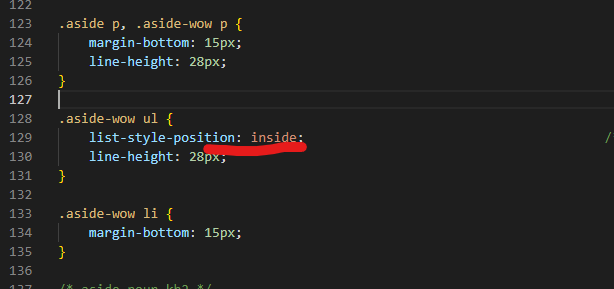 122
123 .aside p, .aside-wow p {
124 margin-bottom: 15px;
125 line-height: 28px;
126 }
127
128 .aside-wow ul {
129 list-style-position: inside; /
130 line-height: 28px;
131 }
132
133 .aside-wow li {
134 margin-bottom: 15px;
135 }
136
137 /* aside pour kh2 */